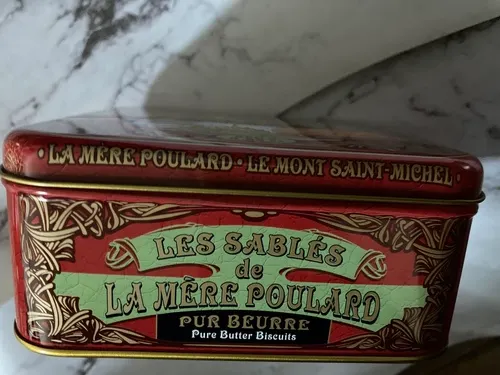 · LA MÈRE POULARD · LE MONT SAINT-MICHEL ·
LES SABLÉS
de
LA MÈRE POULARD
PUR BEURRE
Pure Butter Biscuits